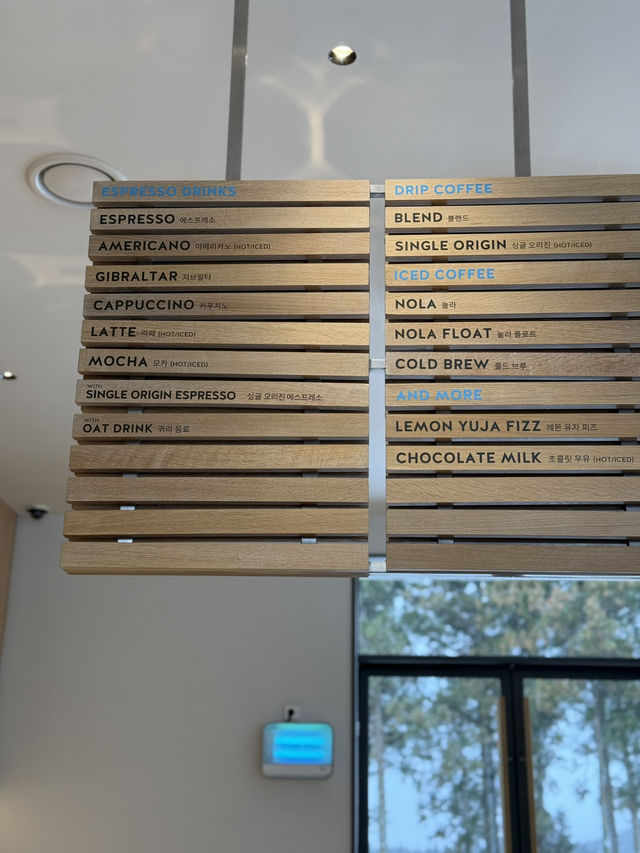 ESPRESSO DRINKS
ESPRESSO 에스프레소
AMERICANO 아메리카노 (HOT/ICED)
GIBRALTAR 지브랄타
CAPPUCCINO 카푸치노
LATTE 라떼 (HOT/ICED)
MOCHA 모카 (HOT/ICED)
WITH
SINGLE ORIGIN ESPRESSO 싱글 오리진 에스프레소
WITH
OAT DRINK 귀리 음료
DRIP COFFEE
BLEND 블렌드
SINGLE ORIGIN 싱글 오리진 (HOT/ICED)
ICED COFFEE
NOLA 놀라
NOLA FLOAT 놀라 플로트
COLD BREW 콜드 브루
AND MORE
LEMON YUJA FIZZ 레몬 유자 피즈
CHOCOLATE MILK 초콜릿 우유 (HOT/ICED)